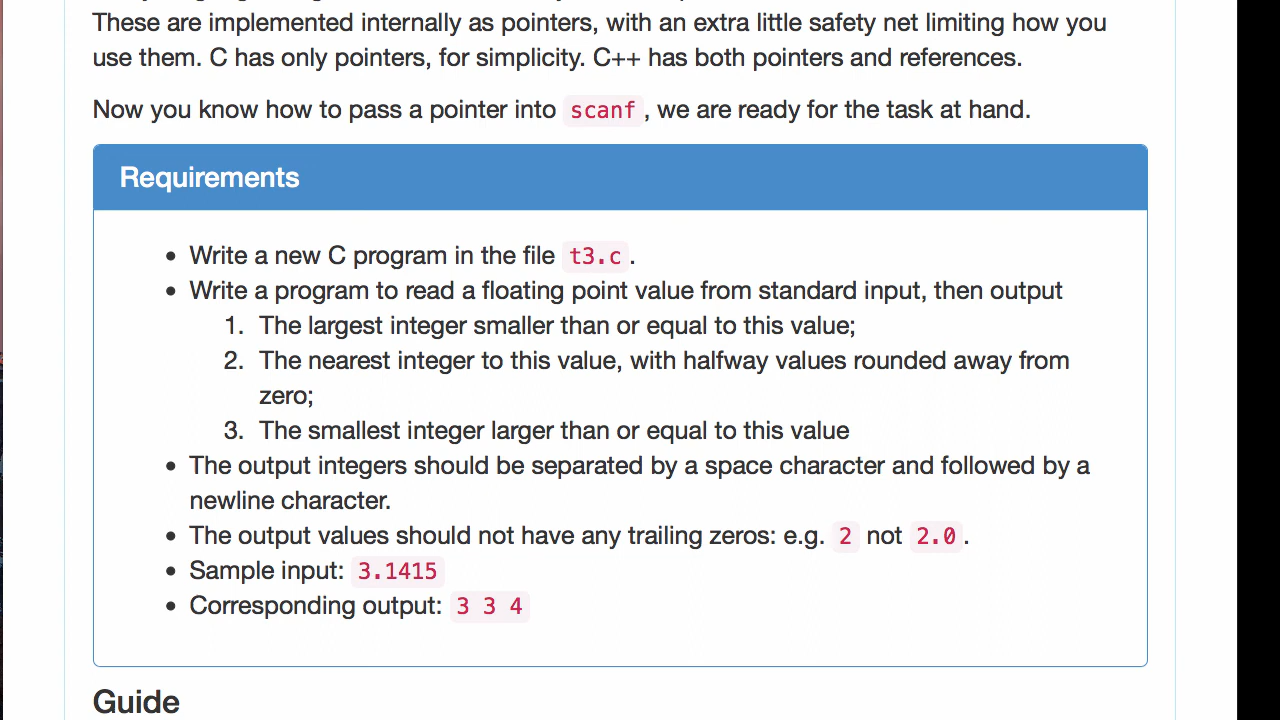 These are implemented internally as pointers, with an extra little safety net limiting how you
use them. C has only pointers, for simplicity. C++ has both pointers and references.
Now you know how to pass a pointer into scanf, we are ready for the task at hand.
Requirements
• Write a new C program in the file t3.c.
• Write a program to read a floating point value from standard input, then output
1. The largest integer smaller than or equal to this value;
2. The nearest integer to this value, with halfway values rounded away from
zero;
3. The smallest integer larger than or equal to this value
• The output integers should be separated by a space character and followed by a
newline character.
• The output values should not have any trailing zeros: e.g. 2 not 2.0.
• Sample input: 3.1415
• Corresponding output: 3 3 4
Guide